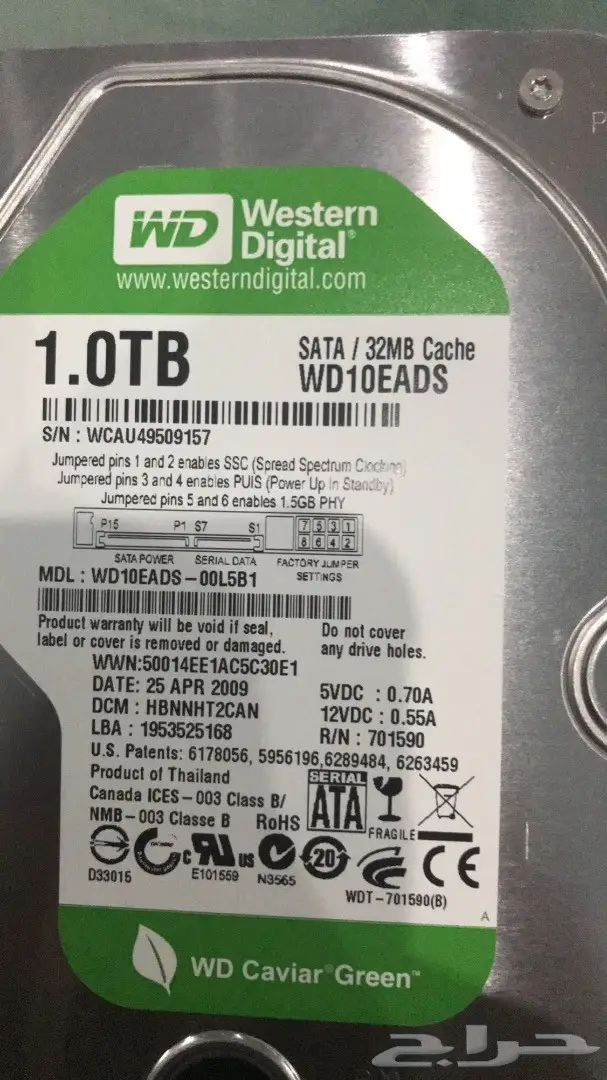 WD Western
Digital®
www.westerndigital.com
1.0TB
SATA / 32MB Cache
WD10EADS
S/N : WCAU49509157
Jumpered pins 1 and 2 enables SSC (Spread Spectrum Clocking)
Jumpered pins 3 and 4 enables PUIS (Power Up In Standby)
Jumpered pins 5 and 6 enables 1.5GB PHY
P15 P1 S7 S1 7 5 3 1
8 6 4 2
SATA POWER SERIAL DATA FACTORY JUMPER
SETTINGS
MDL : WD10EADS-00L5B1
Product warranty will be void if seal,
label or cover is removed or damaged.
Do not cover
any drive holes.
WWN:50014EE1AC5C30E1
DATE: 25 APR 2009
DCM : HBNNHT2CAN
LBA : 1953525168
5VDC : 0.70A
12VDC : 0.55A
R/N : 701590
U.S. Patents: 6178056, 5956196,6289484, 6263459
Product of Thailand
Canada ICES-003 Class B/
NMB-003 Classe B RoHS
SERIAL
ATA
FRAGILE
20
CE
D33015
c RU us
E101559
N3565
WDT-701590(B)
A
WD Caviar®Green™
P
حراج